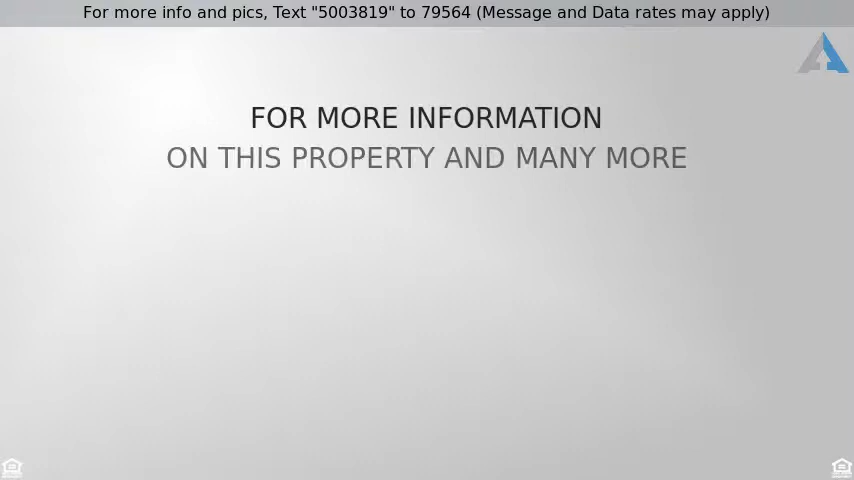 For more info and pics, Text "5003819" to 79564 (Message and Data rates may apply)
FOR MORE INFORMATION
ON THIS PROPERTY AND MANY MORE